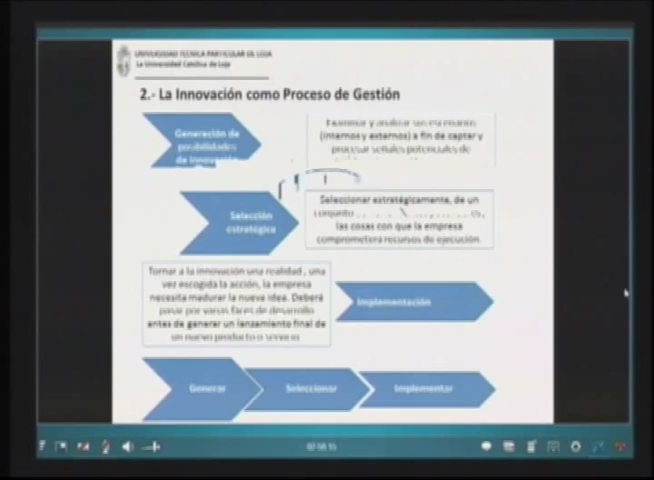 UNIVERSIDAD TÉCNICA PARTICULAR DE LOJA
La Universidad Católica de Loja
2.- La Innovación como Proceso de Gestión
Generación de
posibilidades
de Innovación
Examinar y analizar
(internos y externos) a fin de captar y
procesar señales potenciales de
Selección
estratégica
Seleccionar estratégicamente, de un
conjunto
las cosas con que la empresa
comprometerá recursos de ejecución.
Tornar a la innovación una realidad, una
vez escogida la acción, la empresa
necesita madurar la nueva idea. Deberá
pasar por varias fases de desarrollo
antes de generar un lanzamiento final de
un nuevo producto o servicio
Implementación
Generar
Seleccionar
Implementar